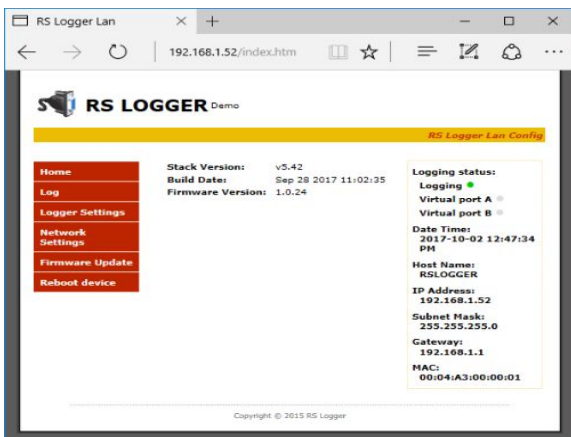 RS Logger Lan
192.168.1.52/index.htm
RS LOGGER Demo
RS Logger Lan Config
Home
Log
Logger Settings
Network
Settings
Firmware Update
Reboot device
Stack Version: v5.42
Build Date: Sep 28 2017 11:02:35
Firmware Version: 1.0.24
Logging status:
Logging
Virtual port A
Virtual port B
Date Time:
2017-10-02 12:47:34
PM
Host Name:
RSLOGGER
IP Address:
192.168.1.52
Subnet Mask:
255.255.255.0
Gateway:
192.168.1.1
MAC:
00:04:A3:00:00:01
Copyright © 2015 RS Logger